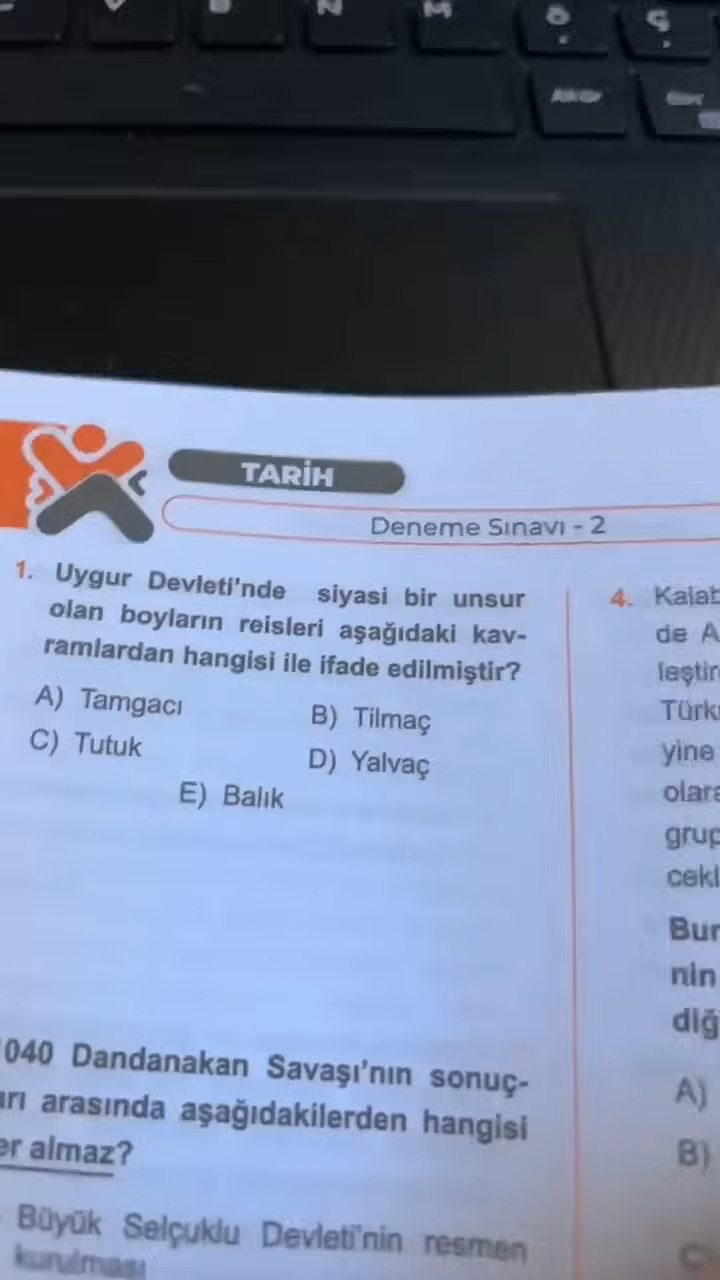 N
M
Ö
Ç
TARİH
Deneme Sınavı - 2
1. Uygur Devleti'nde siyasi bir unsur
olan boyların reisleri aşağıdaki kav-
ramlardan hangisi ile ifade edilmiştir?
A) Tamgacı
B) Tilmaç
C) Tutuk
D) Yalvaç
E) Balık
040 Dandanakan Savaşı'nın sonuç-
arı arasında aşağıdakilerden hangisi
er almaz?
Büyük Selçuklu Devleti'nin resmen
kurulması
4. Kalab
de A
leştir
Türk
yine
olara
grup
cekl
Bur
nin
diğ
A)
B)
C)